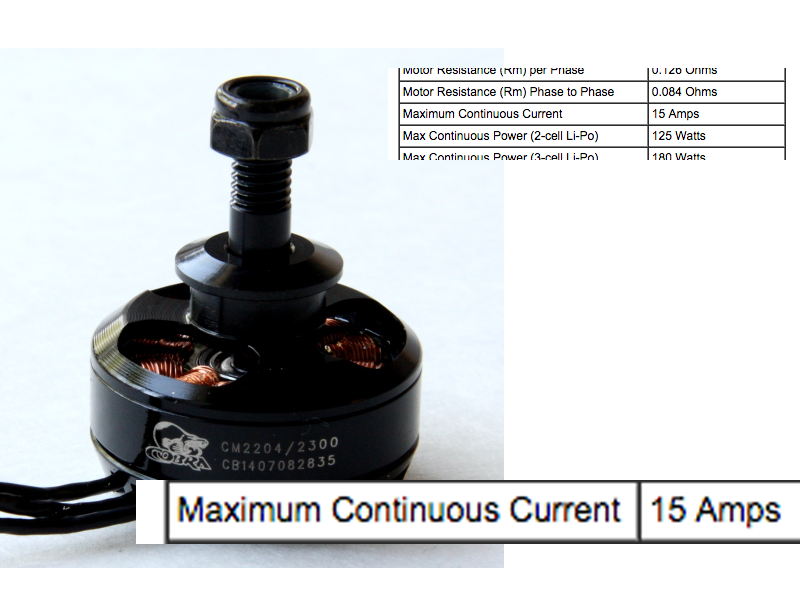 Motor Resistance (Rm) per Phase 0.126 Ohms
Motor Resistance (Rm) Phase to Phase 0.084 Ohms
Maximum Continuous Current 15 Amps
Max Continuous Power (2-cell Li-Po) 125 Watts
Max Continuous Power (3-cell Li-Po) 180 Watts
COBRA
CM2204/2300
CB1407082835
Maximum Continuous Current 15 Amps